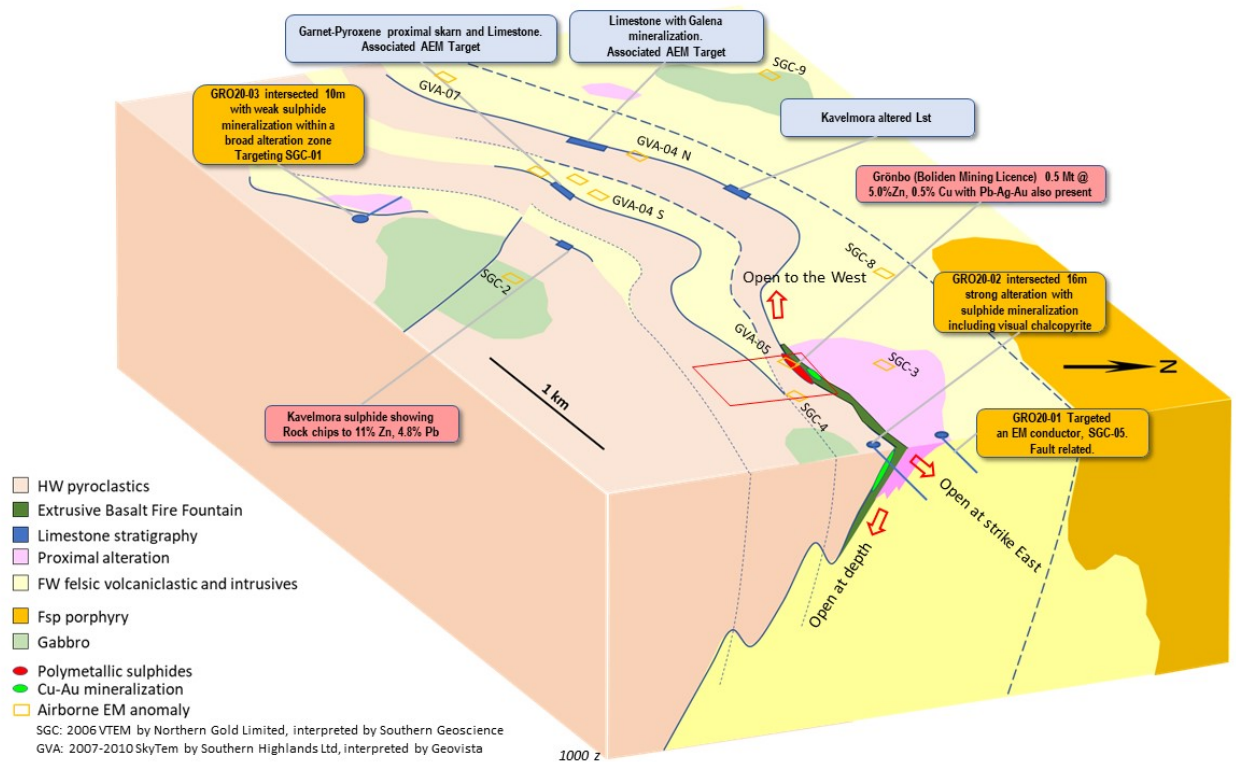 Garnet-Pyroxene proximal skarn and Limestone.
Associated AEM Target
Limestone with Galena
mineralization.
Associated AEM Target
SGC-9
GVA-07
GRO20-03 intersected 10m
with weak sulphide
mineralization within a
broad alteration zone
Targeting SGC-01
Kavelmora altered Lst
GVA-04 N
Grönbo (Boliden Mining Licence) 0.5 Mt @
5.0%Zn, 0.5% Cu with Pb-Ag-Au also present
GVA-04 S
SGC-8
SGC-2
Open to the West
GRO20-02 intersected 16m
strong alteration with
sulphide mineralization
including visual chalcopyrite
GVA-05
SGC-3
N
1 km
SGC-4
Kavelmora sulphide showing
Rock chips to 11% Zn, 4.8% Pb
GRO20-01 Targeted
an EM conductor, SGC-05.
Fault related.
Open at strike East
Open at depth
HW pyroclastics
Extrusive Basalt Fire Fountain
Limestone stratigraphy
Proximal alteration
FW felsic volcaniclastic and intrusives
Fsp porphyry
Gabbro
Polymetallic sulphides
Cu-Au mineralization
Airborne EM anomaly
SGC: 2006 VTEM by Northern Gold Limited, interpreted by Southern Geoscience
GVA: 2007-2010 SkyTem by Southern Highlands Ltd, interpreted by Geovista
1000 z